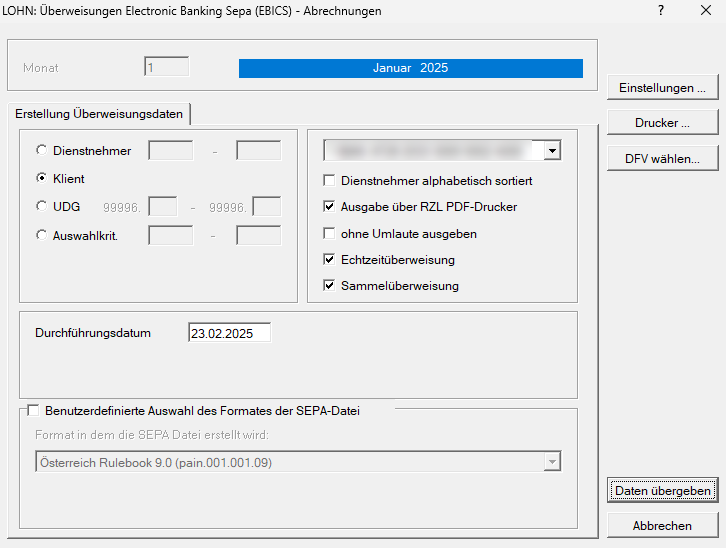 LOHN: Überweisungen Electronic Banking Sepa (EBICS) - Abrechnungen ? ×
Monat 1 Januar 2025
Einstellungen ...
Drucker ...
DFV wählen...
Erstellung Überweisungsdaten
Dienstnehmer -
Klient
UDG 99996. - 99996.
Auswahlkrit. -
Dienstnehmer alphabetisch sortiert
Ausgabe über RZL PDF-Drucker
ohne Umlaute ausgeben
Echtzeitüberweisung
Sammelüberweisung
Durchführungsdatum 23.02.2025
Benutzerdefinierte Auswahl des Formates der SEPA-Datei
Format in dem die SEPA Datei erstellt wird:
Österreich Rulebook 9.0 (pain.001.001.09)
Daten übergeben
Abbrechen